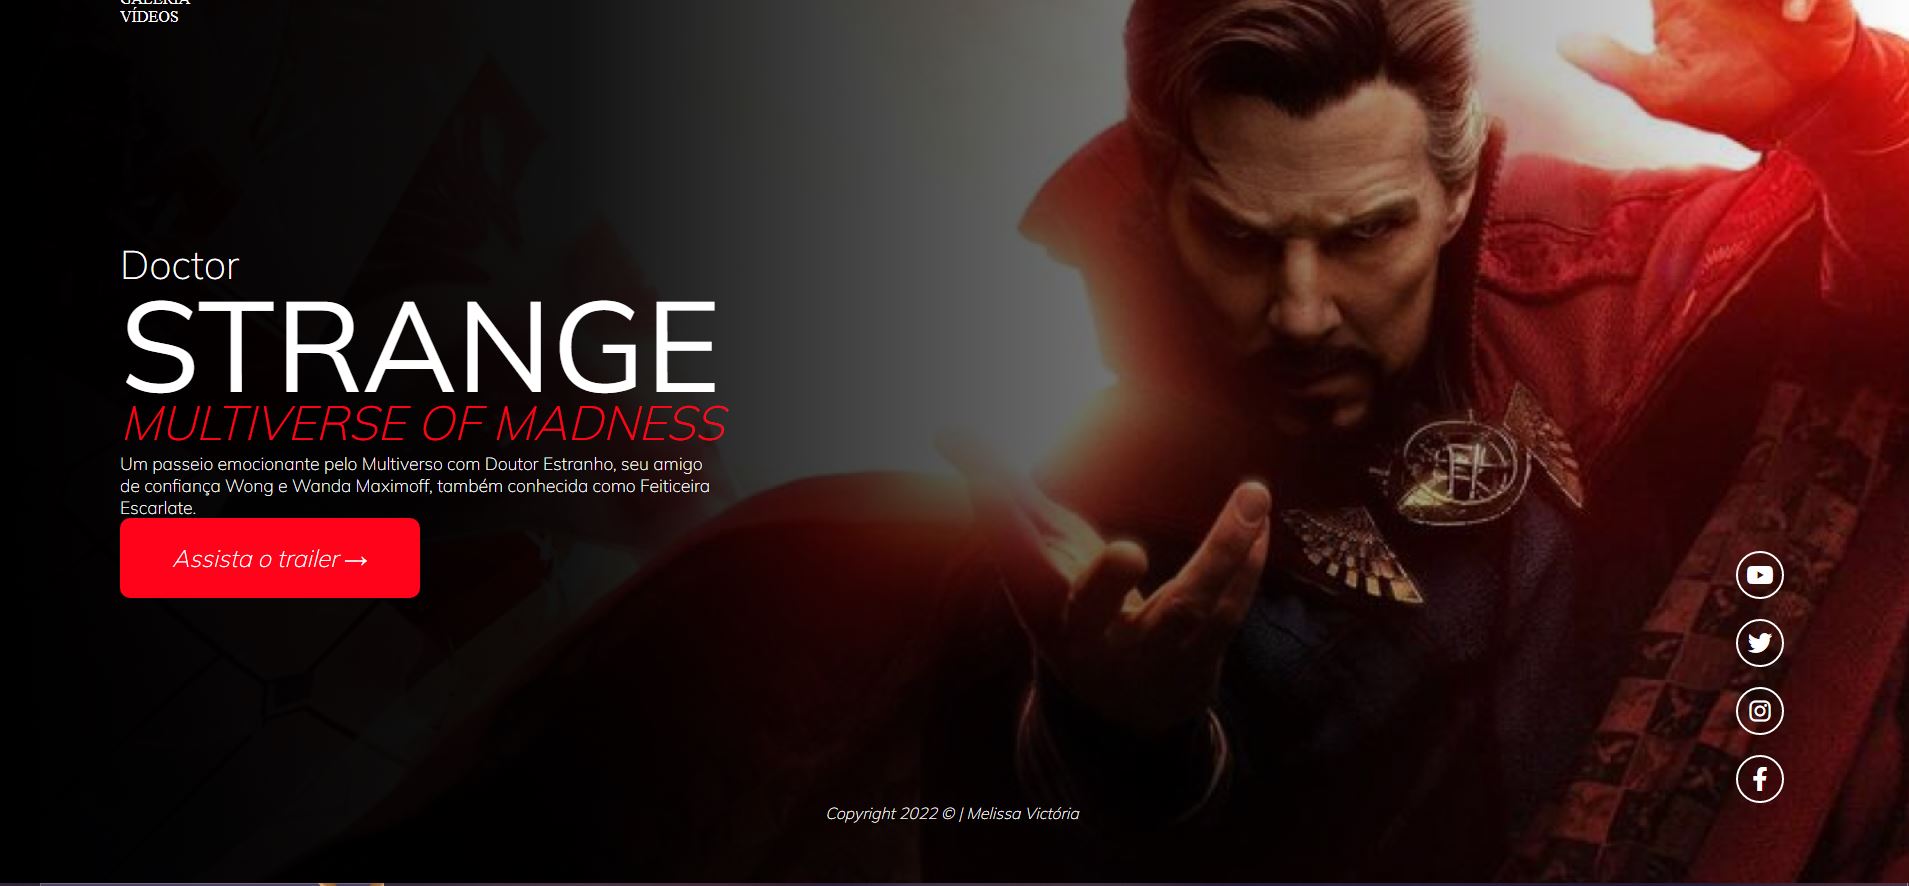 GALERIA
VÍDEOS
Doctor
STRANGE
MULTIVERSE OF MADNESS
Um passeio emocionante pelo Multiverso com Doutor Estranho, seu amigo
de confiança Wong e Wanda Maximoff, também conhecida como Feiticeira
Escarlate.
Assista o trailer →
Copyright 2022 © | Melissa Victória